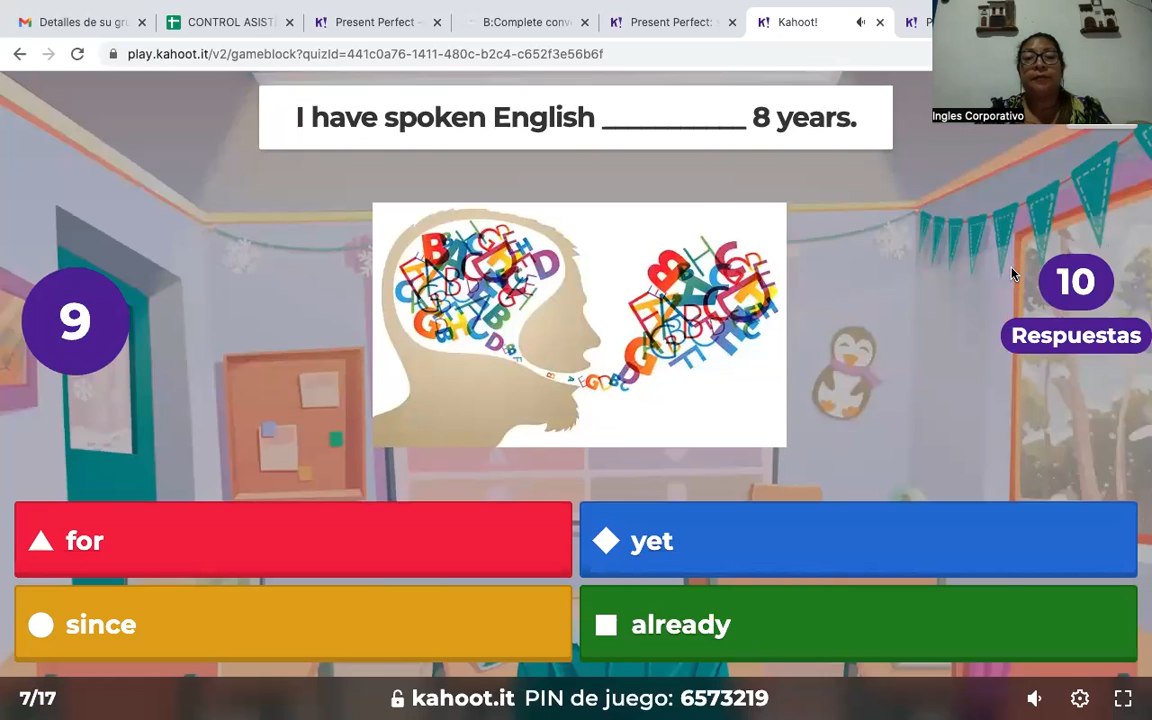 Detalles de su gr
CONTROL ASIST
Present Perfect
B:Complete conv
Present Perfect:
Kahoot!
play.kahoot.it/v2/gameblock?quizId=441c0a76-1411-480c-b2c4-c652f3e56b6f
Ingles Corporativo
I have spoken English __________ 8 years.
9
10
Respuestas
for
yet
since
already
7/17
kahoot.it PIN de juego: 6573219